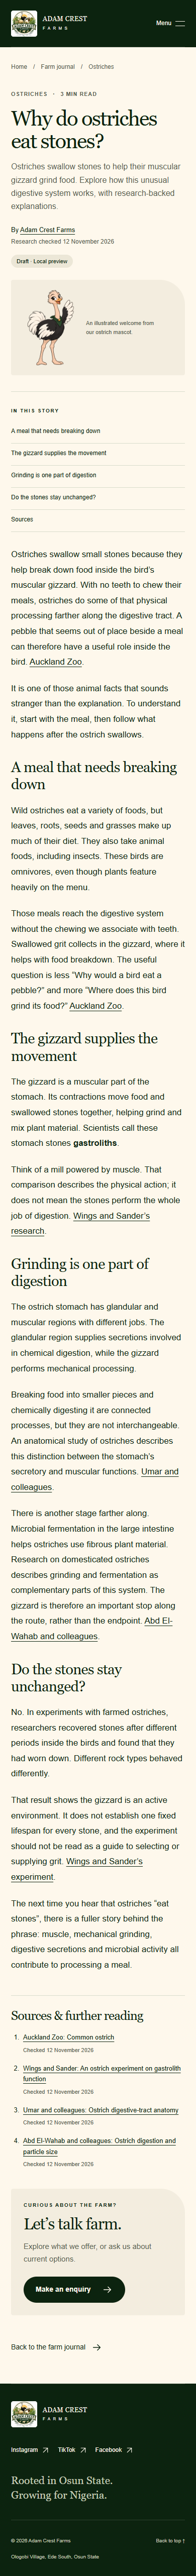 ADAM CREST
FARMS
Menu
Home / Farm journal / Ostriches
OSTRICHES · 3 MIN READ
Why do ostriches
eat stones?
Ostriches swallow stones to help their muscular
gizzard grind food. Explore how this unusual
digestive system works, with research-backed
explanations.
By Adam Crest Farms
Research checked 12 November 2026
Draft · Local preview
An illustrated welcome from
our ostrich mascot.
IN THIS STORY
A meal that needs breaking down
The gizzard supplies the movement
Grinding is one part of digestion
Do the stones stay unchanged?
Sources
Ostriches swallow small stones because they
help break down food inside the bird’s
muscular gizzard. With no teeth to chew their
meals, ostriches do some of that physical
processing farther along the digestive tract. A
pebble that seems out of place beside a meal
can therefore have a useful role inside the
bird. Auckland Zoo.
It is one of those animal facts that sounds
stranger than the explanation. To understand
it, start with the meal, then follow what
happens after the ostrich swallows.
A meal that needs breaking
down
Wild ostriches eat a variety of foods, but
leaves, roots, seeds and grasses make up
much of their diet. They also take animal
foods, including insects. These birds are
omnivores, even though plants feature
heavily on the menu.
Those meals reach the digestive system
without the chewing we associate with teeth.
Swallowed grit collects in the gizzard, where it
helps with food breakdown. The useful
question is less “Why would a bird eat a
pebble?” and more “Where does this bird
grind its food?” Auckland Zoo.
The gizzard supplies the
movement
The gizzard is a muscular part of the
stomach. Its contractions move food and
swallowed stones together, helping grind and
mix plant material. Scientists call these
stomach stones gastroliths.
Think of a mill powered by muscle. That
comparison describes the physical action; it
does not mean the stones perform the whole
job of digestion. Wings and Sander’s
research.
Grinding is one part of
digestion
The ostrich stomach has glandular and
muscular regions with different jobs. The
glandular region supplies secretions involved
in chemical digestion, while the gizzard
performs mechanical processing.
Breaking food into smaller pieces and
chemically digesting it are connected
processes, but they are not interchangeable.
An anatomical study of ostriches describes
this distinction between the stomach’s
secretory and muscular functions. Umar and
colleagues.
There is another stage farther along.
Microbial fermentation in the large intestine
helps ostriches use fibrous plant material.
Research on domesticated ostriches
describes grinding and fermentation as
complementary parts of this system. The
gizzard is therefore an important stop along
the route, rather than the endpoint. Abd El-
Wahab and colleagues.
Do the stones stay
unchanged?
No. In experiments with farmed ostriches,
researchers recovered stones after different
periods inside the birds and found that they
had worn down. Different rock types behaved
differently.
That result shows the gizzard is an active
environment. It does not establish one fixed
lifespan for every stone, and the experiment
should not be read as a guide to selecting or
supplying grit. Wings and Sander’s
experiment.
The next time you hear that ostriches “eat
stones”, there is a fuller story behind the
phrase: muscle, mechanical grinding,
digestive secretions and microbial activity all
contribute to processing a meal.
Sources & further reading
1. Auckland Zoo: Common ostrich
Checked 12 November 2026
2. Wings and Sander: An ostrich experiment on gastrolith
function
Checked 12 November 2026
3. Umar and colleagues: Ostrich digestive-tract anatomy
Checked 12 November 2026
4. Abd El-Wahab and colleagues: Ostrich digestion and
particle size
Checked 12 November 2026
CURIOUS ABOUT THE FARM?
Let’s talk farm.
Explore what we offer, or ask us about
current options.
Make an enquiry →
Back to the farm journal →
ADAM CREST
FARMS
Instagram ↗ TikTok ↗ Facebook ↗
Rooted in Osun State.
Growing for Nigeria.
© 2026 Adam Crest Farms
Back to top ↑
Ologobi Village, Ede South, Osun State